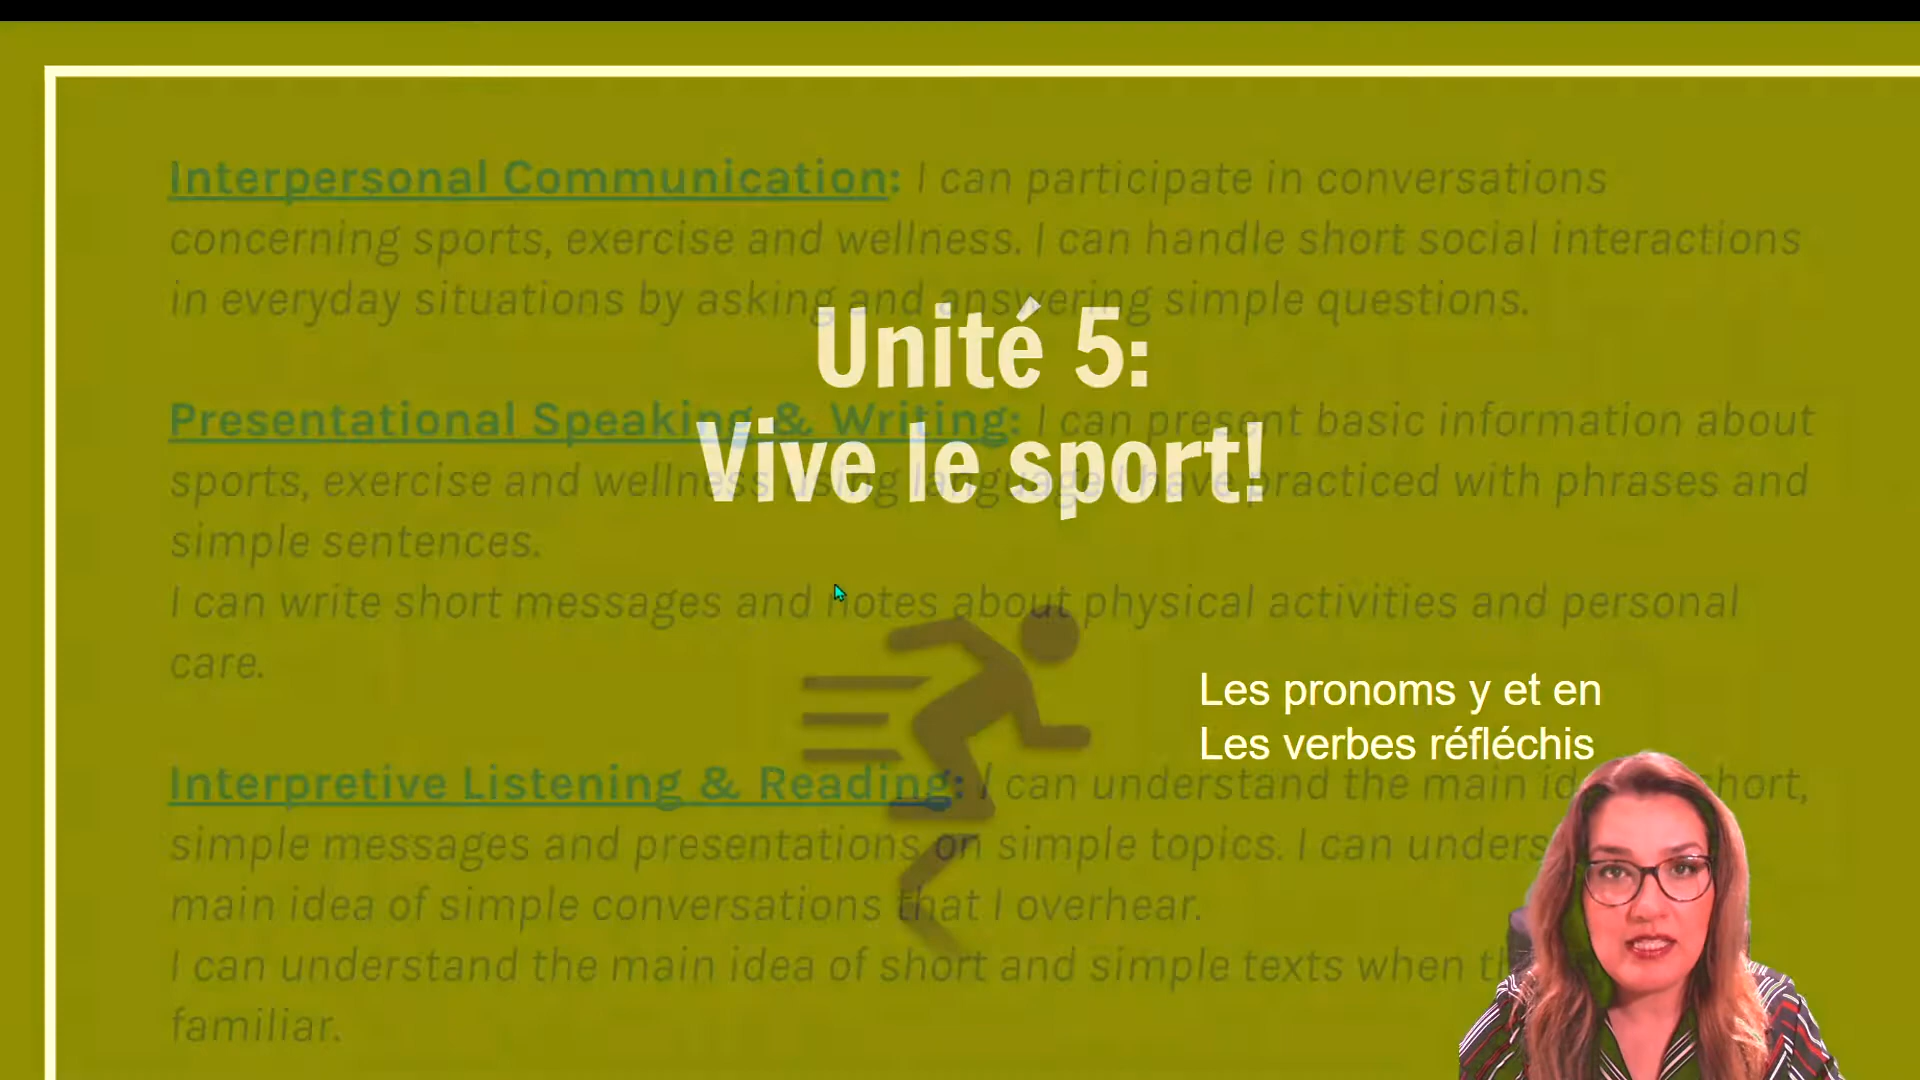 Interpersonal Communication: I can participate in conversations
concerning sports, exercise and wellness. I can handle short social interactions
in everyday situations by asking and answering simple questions.
Unité 5:
Presentational Speaking & Writing: I can present basic information about
Vive le sport!
sports, exercise and wellness using language I have practiced with phrases and
simple sentences.
I can write short messages and notes about physical activities and personal
care.
Les pronoms y et en
Les verbes réfléchis
Interpretive Listening & Reading: I can understand the main short,
simple messages and presentations on simple topics. I can
main idea of simple conversations that I overhear.
I can understand the main idea of short and simple texts when
familiar.